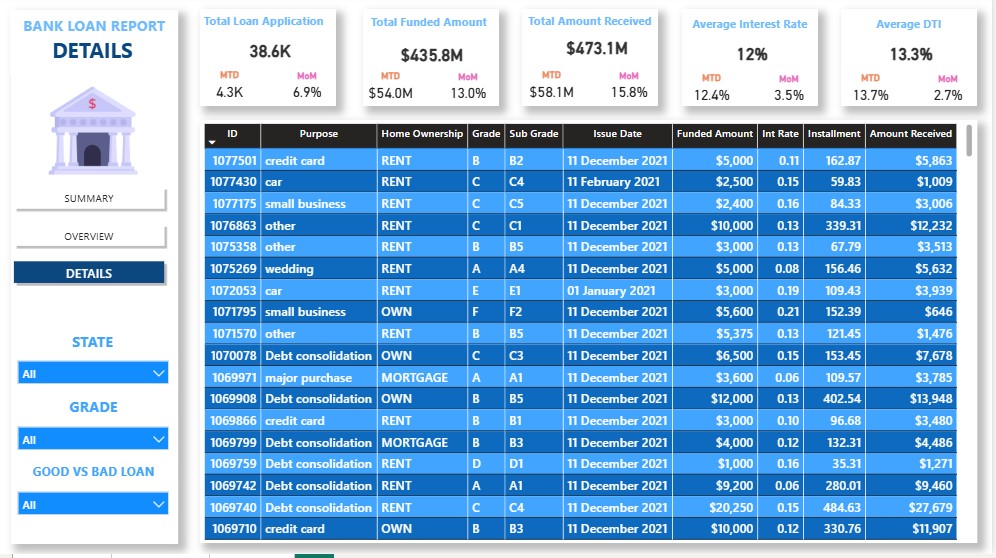 BANK LOAN REPORT
DETAILS
$
SUMMARY
OVERVIEW
DETAILS
STATE
All
GRADE
All
GOOD VS BAD LOAN
All
Total Loan Application
38.6K
MTD MoM
4.3K 6.9%
Total Funded Amount
$435.8M
MTD MoM
$54.0M 13.0%
Total Amount Received
$473.1M
MTD MoM
$58.1M 15.8%
Average Interest Rate
12%
MTD MoM
12.4% 3.5%
Average DTI
13.3%
MTD MoM
13.7% 2.7%
ID Purpose Home Ownership Grade Sub Grade Issue Date Funded Amount Int Rate Installment Amount Received
1077501 credit card RENT B B2 11 December 2021 $5,000 0.11 162.87 $5,863
1077430 car RENT C C4 11 February 2021 $2,500 0.15 59.83 $1,009
1077175 small business RENT C C5 11 December 2021 $2,400 0.16 84.33 $3,006
1076863 other RENT C C1 11 December 2021 $10,000 0.13 339.31 $12,232
1075358 other RENT B B5 11 December 2021 $3,000 0.13 67.79 $3,513
1075269 wedding RENT A A4 11 December 2021 $5,000 0.08 156.46 $5,632
1072053 car RENT E E1 01 January 2021 $3,000 0.19 109.43 $3,939
1071795 small business OWN F F2 11 December 2021 $5,600 0.21 152.39 $646
1071570 other RENT B B5 11 December 2021 $5,375 0.13 121.45 $1,476
1070078 Debt consolidation OWN C C3 11 December 2021 $6,500 0.15 153.45 $7,678
1069971 major purchase MORTGAGE A A1 11 December 2021 $3,600 0.06 109.57 $3,785
1069908 Debt consolidation OWN B B5 11 December 2021 $12,000 0.13 402.54 $13,948
1069866 credit card RENT B B1 11 December 2021 $3,000 0.10 96.68 $3,480
1069799 Debt consolidation MORTGAGE B B3 11 December 2021 $4,000 0.12 132.31 $4,486
1069759 Debt consolidation RENT D D1 11 December 2021 $1,000 0.16 35.31 $1,271
1069742 Debt consolidation RENT A A1 11 December 2021 $9,200 0.06 280.01 $9,460
1069740 Debt consolidation RENT C C4 11 December 2021 $20,250 0.15 484.63 $27,679
1069710 credit card OWN B B3 11 December 2021 $10,000 0.12 330.76 $11,907